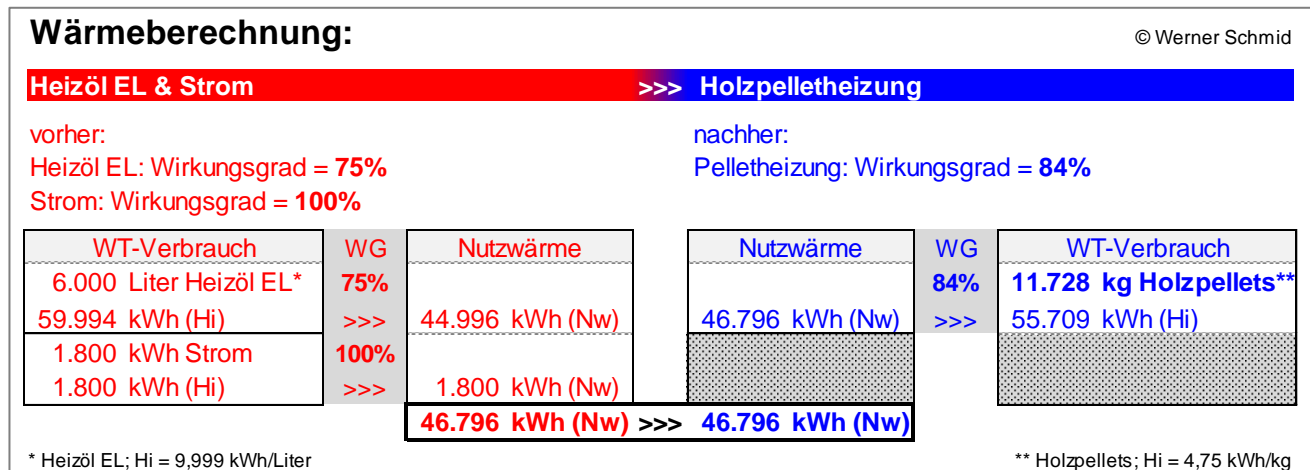 Wärmeberechnung: © Werner Schmid
Heizöl EL & Strom >>> Holzpelletheizung
vorher: nachher:
Heizöl EL: Wirkungsgrad = 75% Pelletheizung: Wirkungsgrad = 84%
Strom: Wirkungsgrad = 100%
WT-Verbrauch WG Nutzwärme Nutzwärme WG WT-Verbrauch
6.000 Liter Heizöl EL* 75% 84% 11.728 kg Holzpellets**
59.994 kWh (Hi) >>> 44.996 kWh (Nw) 46.796 kWh (Nw) >>> 55.709 kWh (Hi)
1.800 kWh Strom 100%
1.800 kWh (Hi) >>> 1.800 kWh (Nw)
46.796 kWh (Nw) >>> 46.796 kWh (Nw)
* Heizöl EL; Hi = 9,999 kWh/Liter ** Holzpellets; Hi = 4,75 kWh/kg